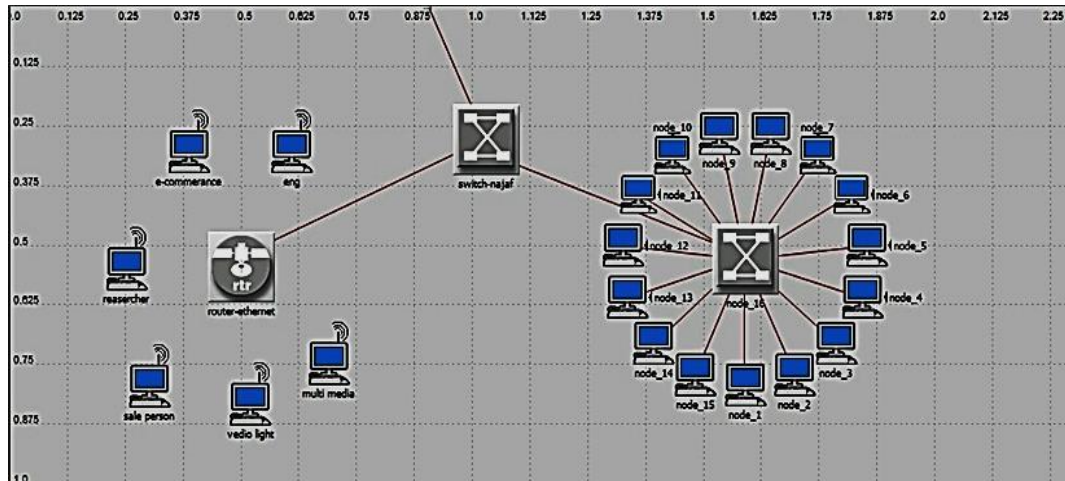 .0 0.125 0.25 0.375 0.5 0.625 0.75 0.875 1.0 1.125 1.25 1.375 1.5 1.625 1.75 1.875 2.0 2.125 2.25
0.125
0.25
0.375
0.5
0.625
0.75
0.875
1.0
e-commerance
eng
switch-najaf
reasercher
rtr
router-ethernet
sale person
vedio light
multi media
node_10
node_9
node_8
node_7
node_11
node_6
node_12
node_5
node_16
node_13
node_4
node_14
node_3
node_15
node_1
node_2